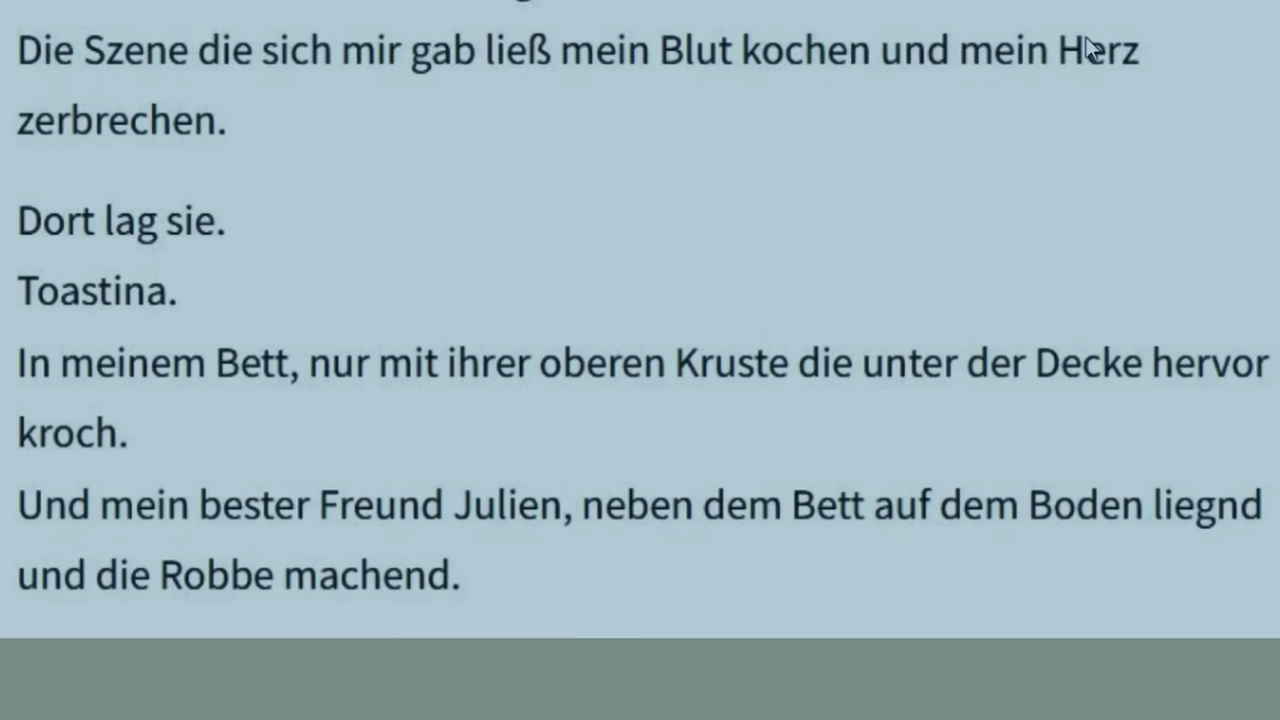 Die Szene die sich mir gab ließ mein Blut kochen und mein Herz
zerbrechen.
Dort lag sie.
Toastina.
In meinem Bett, nur mit ihrer oberen Kruste die unter der Decke hervor
kroch.
Und mein bester Freund Julien, neben dem Bett auf dem Boden liegnd
und die Robbe machend.